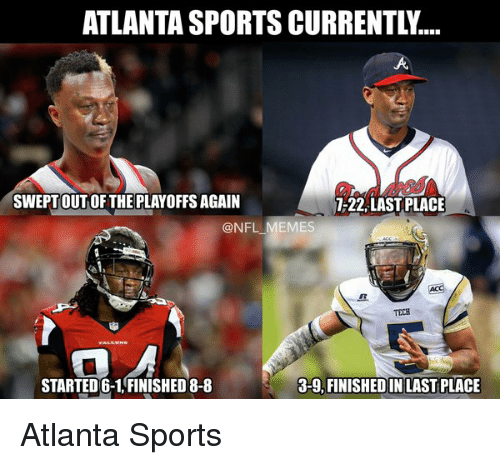 ATLANTA SPORTS CURRENTLY....
A
SWEPT OUT OF THE PLAYOFFS AGAIN
7-22, LAST PLACE
@NFL_MEMES
FALCONS
ACC
TECH
STARTED 6-1, FINISHED 8-8
3-9, FINISHED IN LAST PLACE
Atlanta Sports